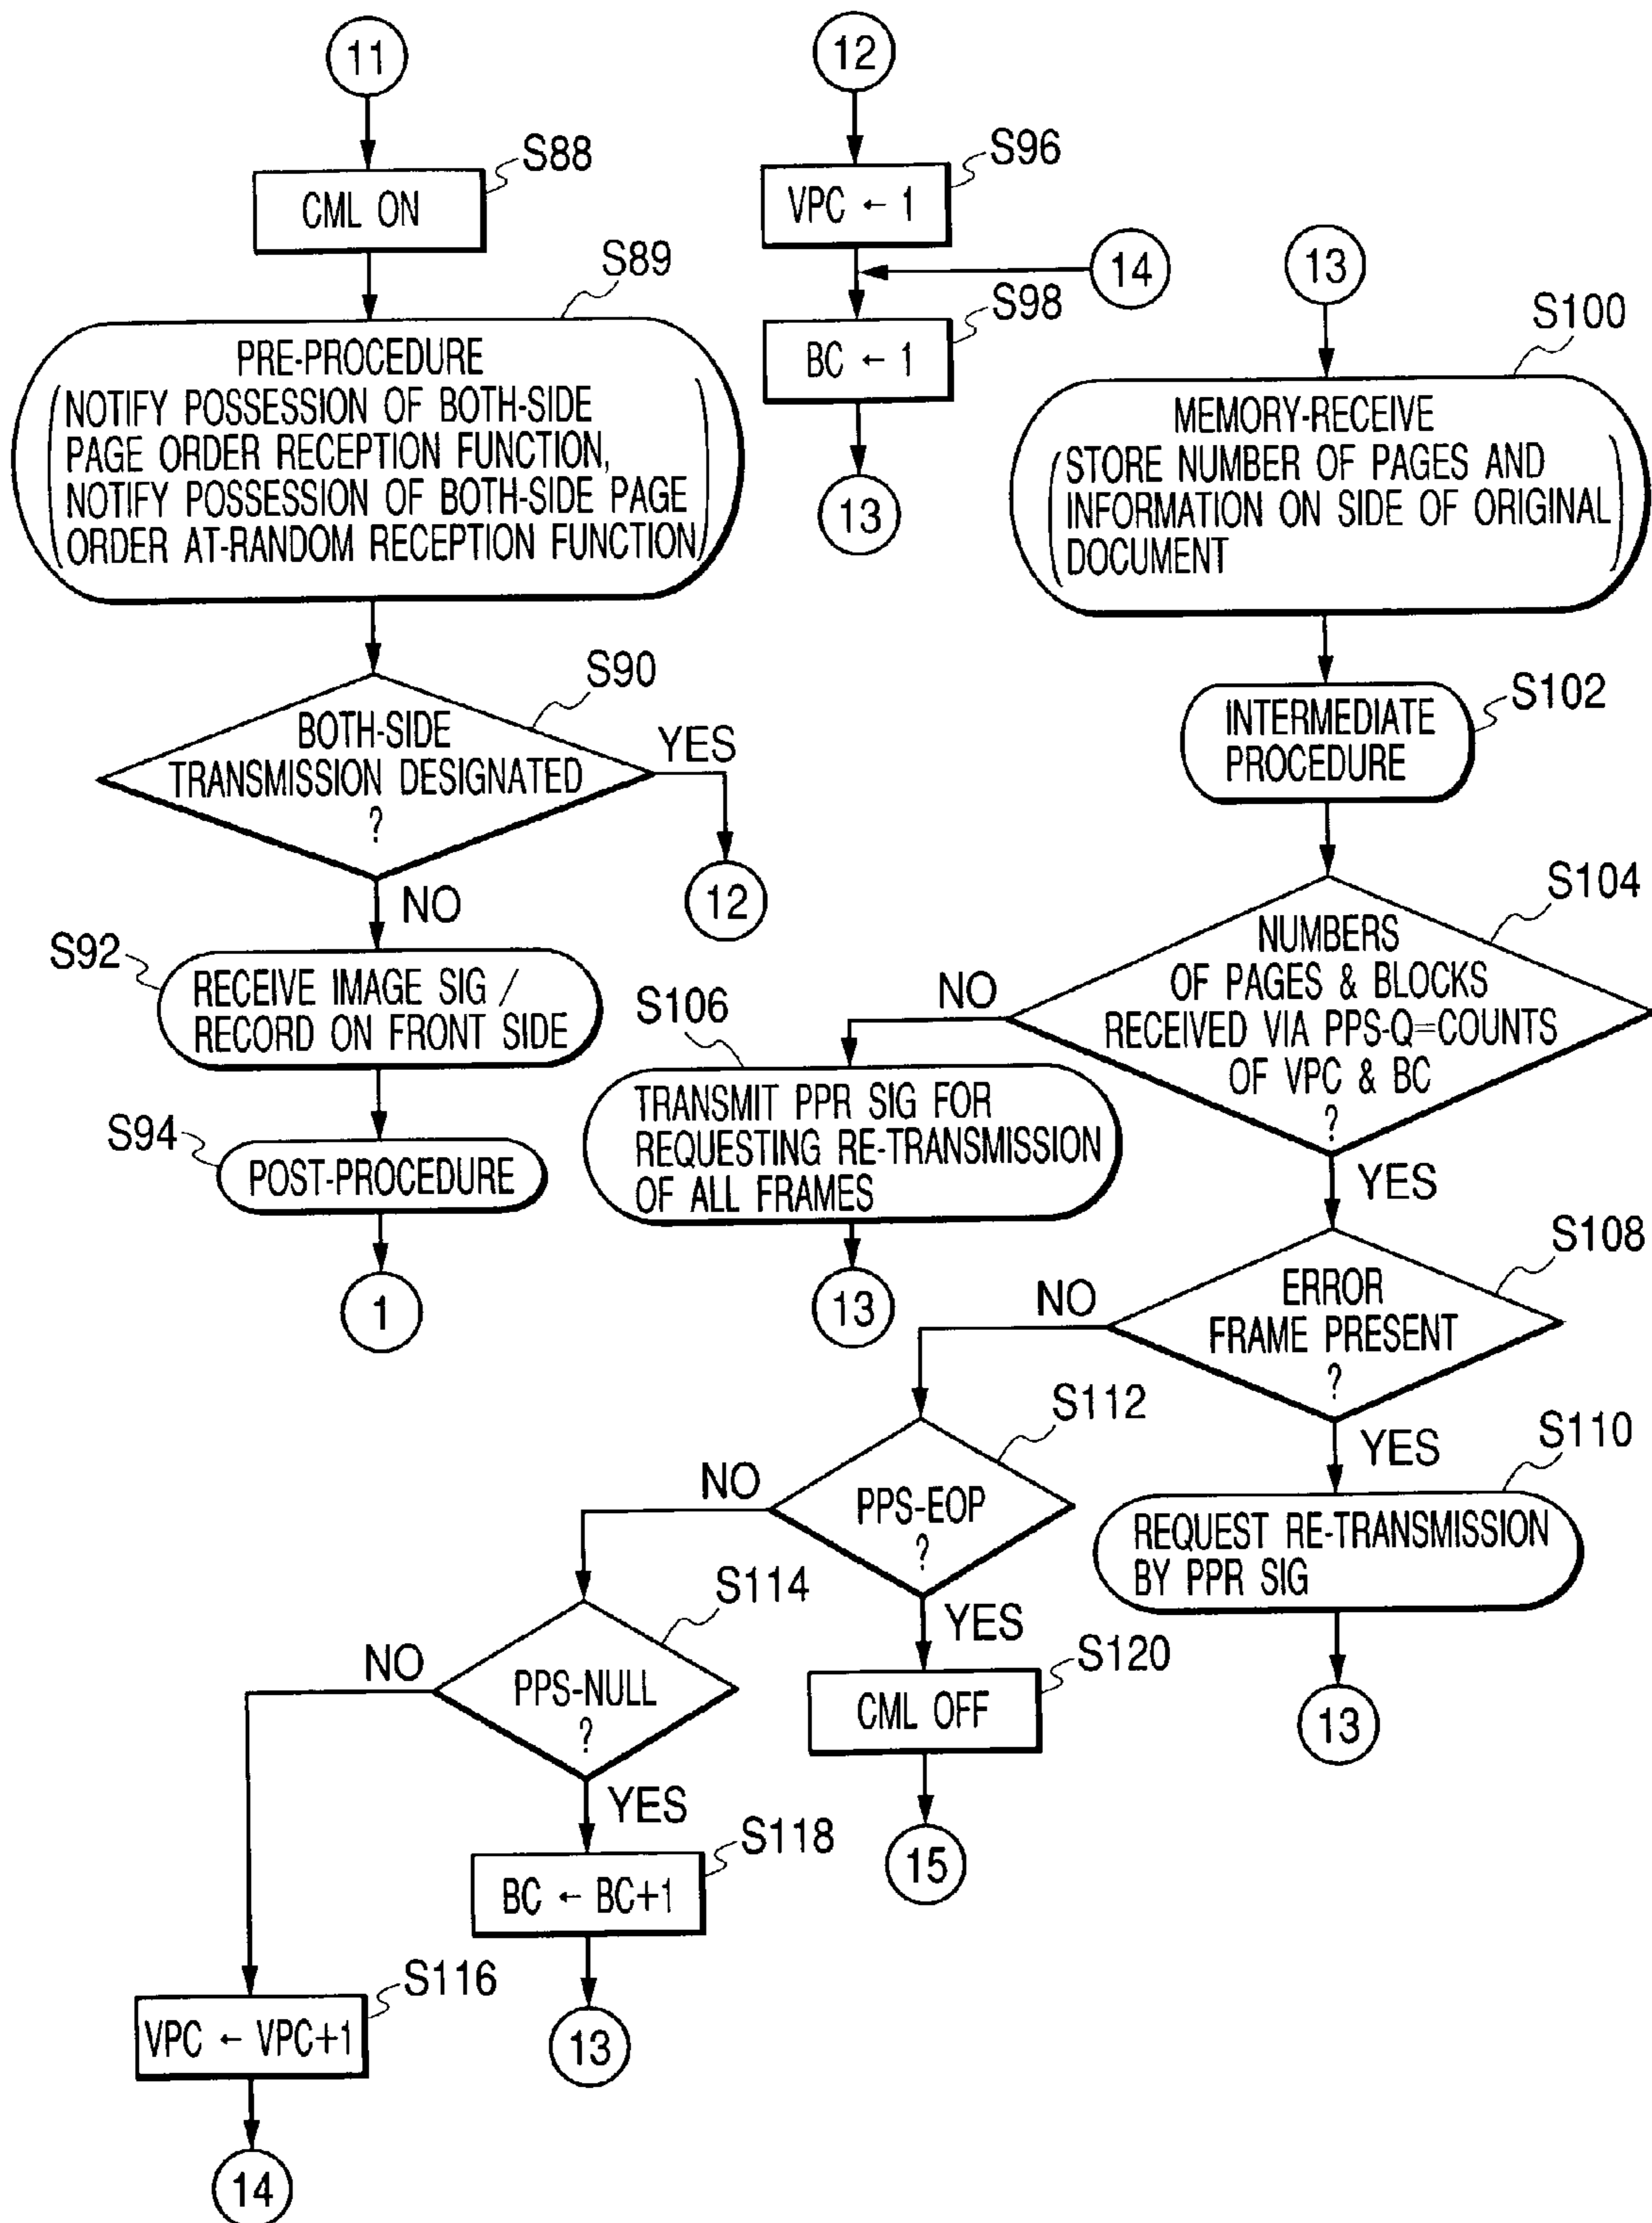 11
S88
CML ON
S89
PRE-PROCEDURE
(NOTIFY POSSESSION OF BOTH-SIDE
PAGE ORDER RECEPTION FUNCTION,
NOTIFY POSSESSION OF BOTH-SIDE PAGE
ORDER AT-RANDOM RECEPTION FUNCTION)
S90
BOTH-SIDE
TRANSMISSION DESIGNATED
?
YES
12
NO
S92
RECEIVE IMAGE SIG /
RECORD ON FRONT SIDE
S94
POST-PROCEDURE
1
12
S96
VPC ← 1
14
S98
BC ← 1
13
13
S100
MEMORY-RECEIVE
(STORE NUMBER OF PAGES AND
INFORMATION ON SIDE OF ORIGINAL
DOCUMENT)
S102
INTERMEDIATE
PROCEDURE
S104
NUMBERS
OF PAGES & BLOCKS
RECEIVED VIA PPS-Q=COUNTS
OF VPC & BC
?
NO
S106
TRANSMIT PPR SIG FOR
REQUESTING RE-TRANSMISSION
OF ALL FRAMES
13
YES
S108
ERROR
FRAME PRESENT
?
YES
S110
REQUEST RE-TRANSMISSION
BY PPR SIG
13
NO
S112
PPS-EOP
?
YES
S120
CML OFF
15
NO
S114
PPS-NULL
?
YES
S118
BC ← BC+1
13
NO
S116
VPC ← VPC+1
14